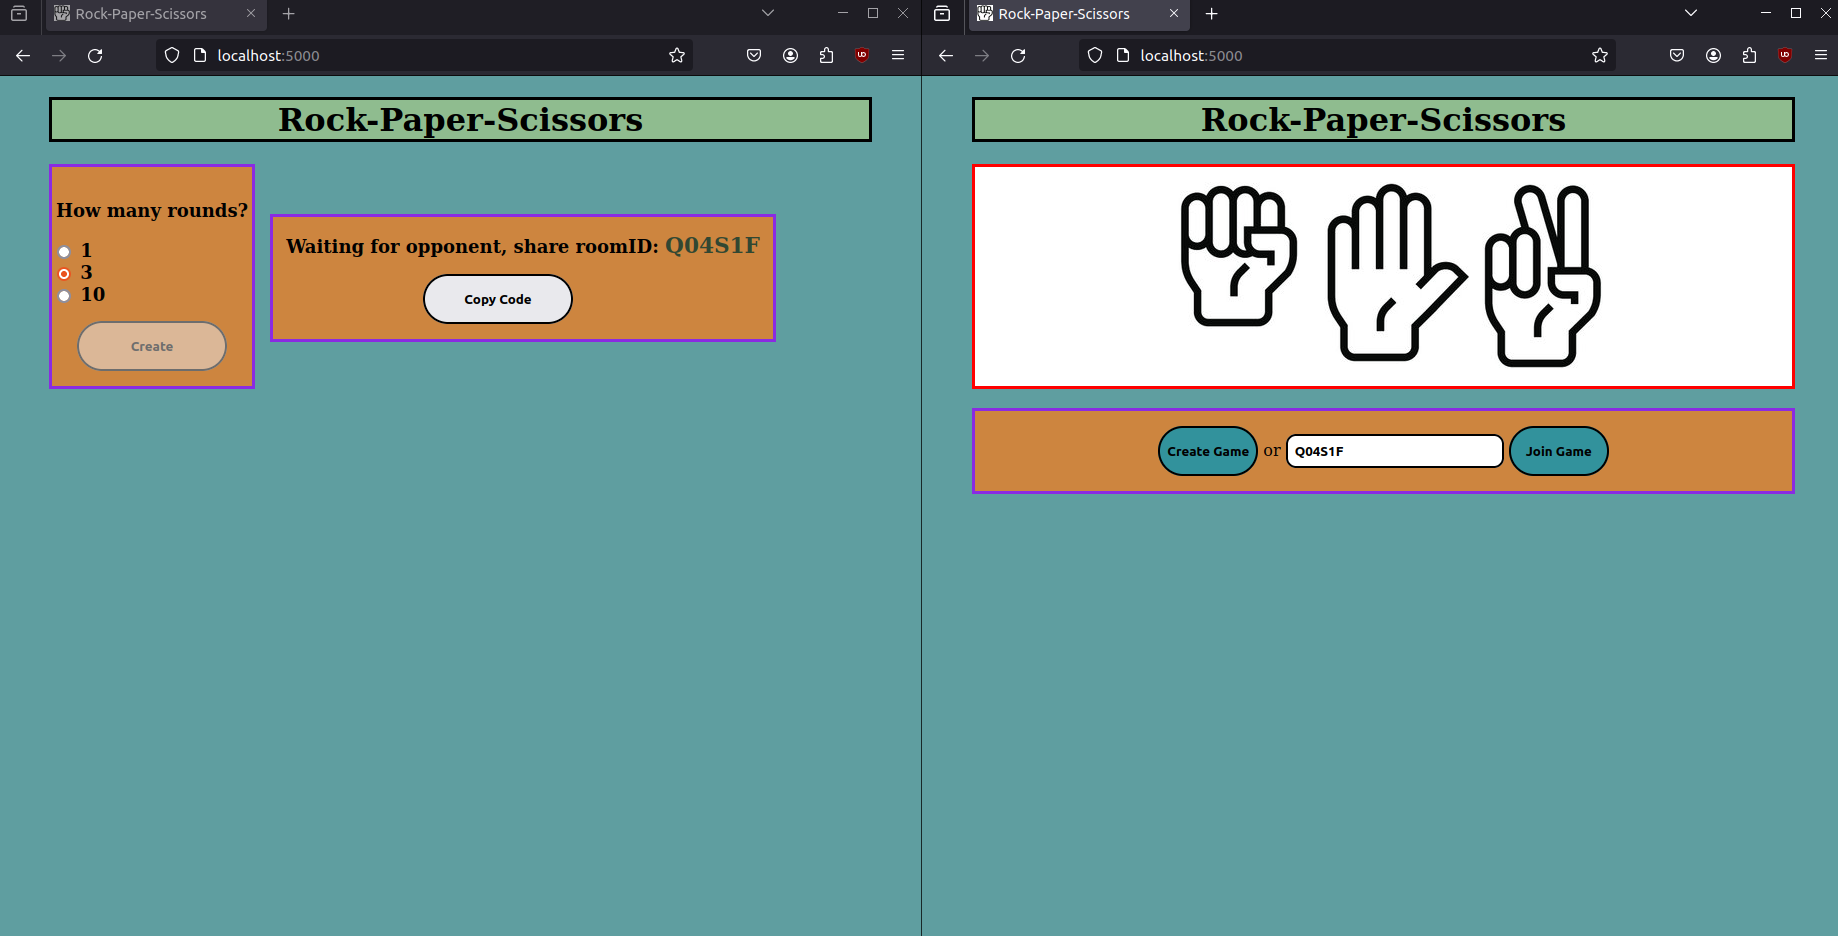 Rock-Paper-Scissors
localhost:5000
Rock-Paper-Scissors
How many rounds?
1
3
10
Create
Waiting for opponent, share roomID: Q04S1F
Copy Code
Rock-Paper-Scissors
localhost:5000
Rock-Paper-Scissors
Create Game or Q04S1F Join Game